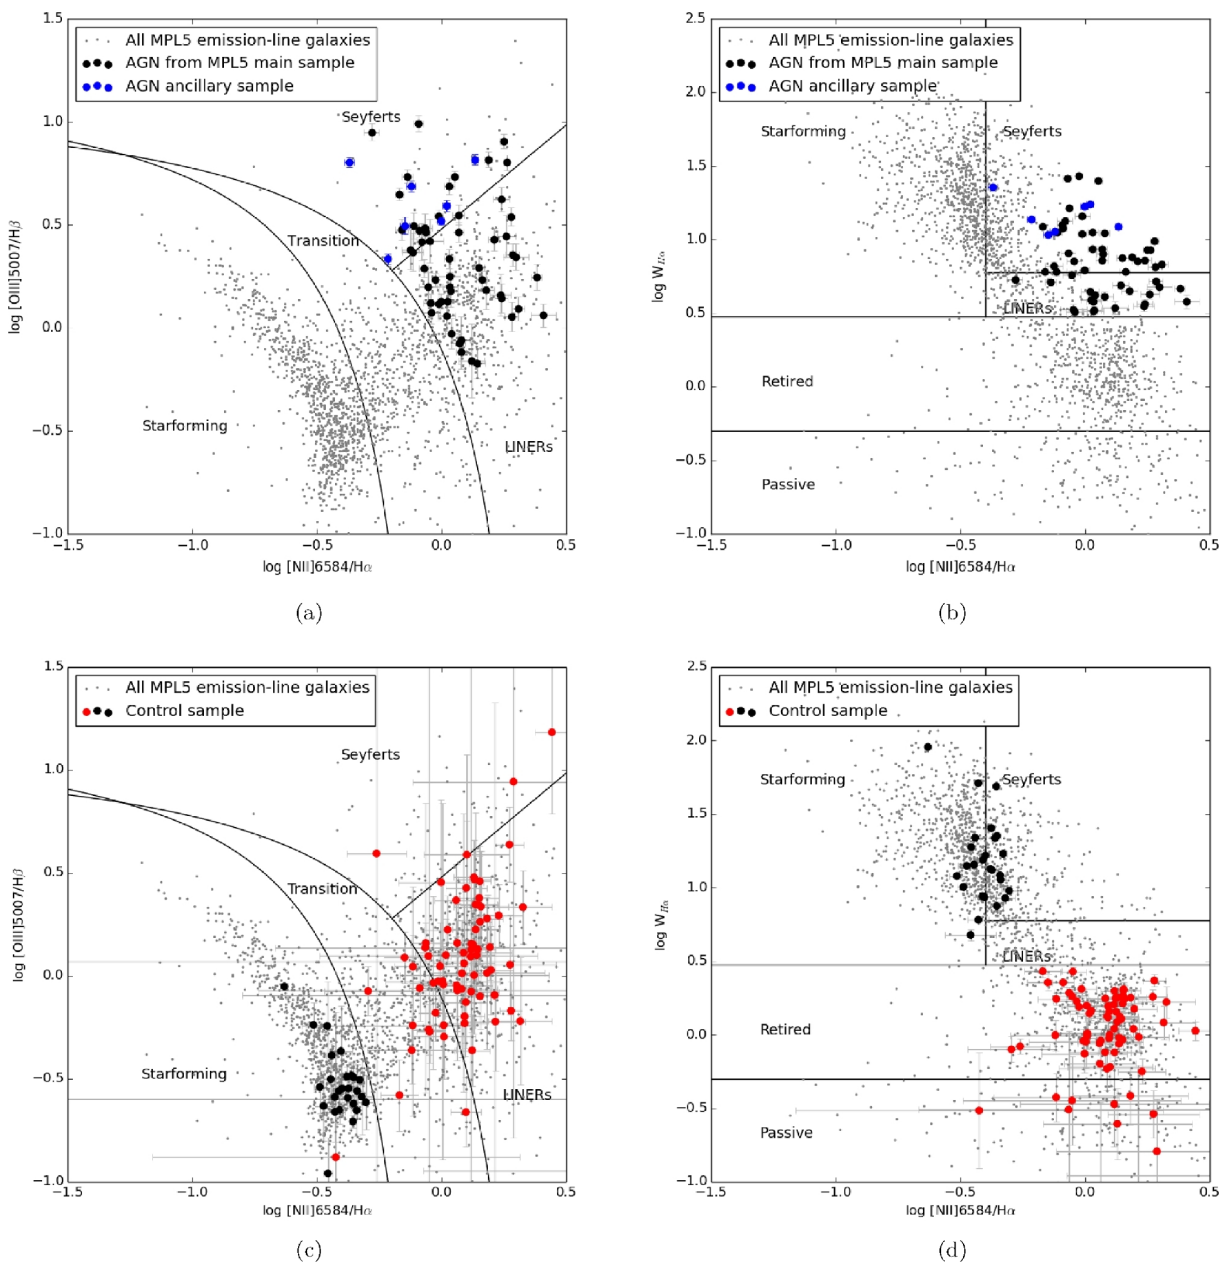 All MPL5 emission-line galaxies
AGN from MPL5 main sample
AGN ancillary sample
Seyferts
Transition
Starforming
LINERs
1.5
1.0
0.5
0.0
−0.5
−1.0
log [OIII]5007/Hβ
−1.5
−1.0
−0.5
0.0
0.5
log [NII]6584/Hα
(a)
All MPL5 emission-line galaxies
AGN from MPL5 main sample
AGN ancillary sample
Starforming
Seyferts
LINERs
Retired
Passive
2.5
2.0
1.5
1.0
0.5
0.0
−0.5
−1.0
log W_Hα
−1.5
−1.0
−0.5
0.0
0.5
log [NII]6584/Hα
(b)
All MPL5 emission-line galaxies
Control sample
Seyferts
Transition
Starforming
LINERs
1.5
1.0
0.5
0.0
−0.5
−1.0
log [OIII]5007/Hβ
−1.5
−1.0
−0.5
0.0
0.5
log [NII]6584/Hα
(c)
All MPL5 emission-line galaxies
Control sample
Starforming
Seyferts
LINERs
Retired
Passive
2.5
2.0
1.5
1.0
0.5
0.0
−0.5
−1.0
log W_Hα
−1.5
−1.0
−0.5
0.0
0.5
log [NII]6584/Hα
(d)